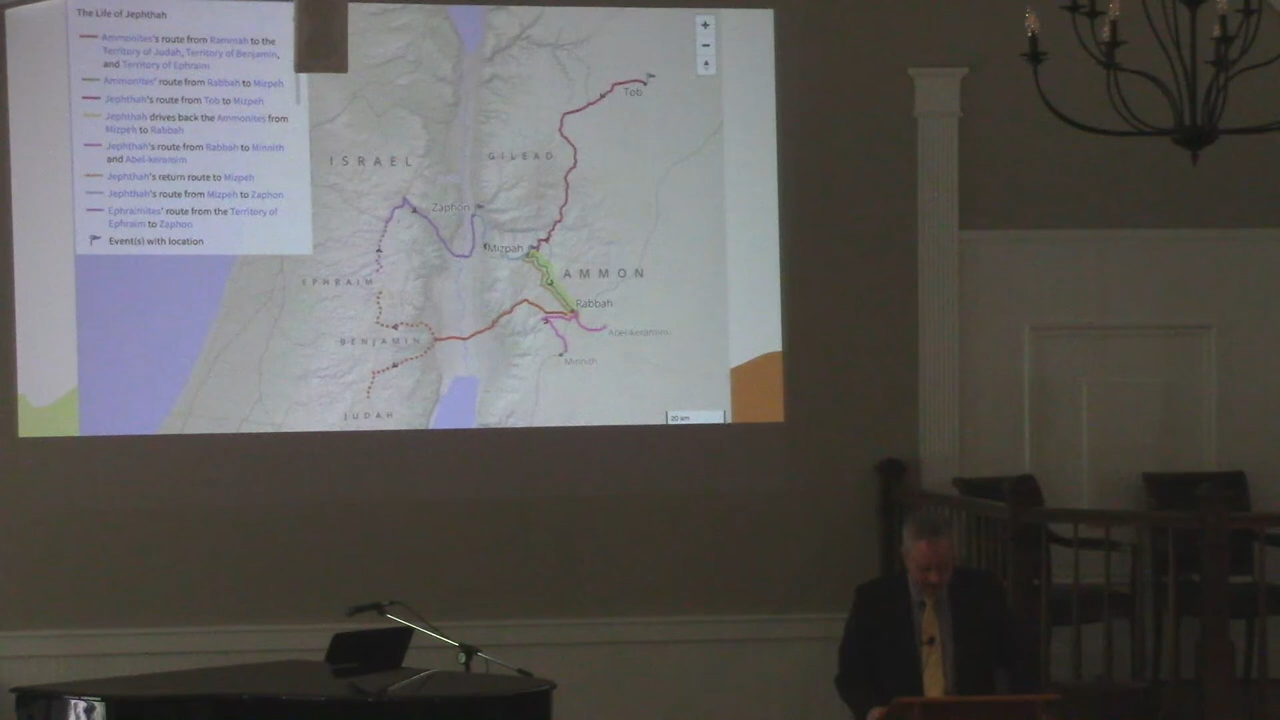 The Life of Jephthah
Ammonites's route from Rammah to the
Territory of Judah, Territory of Benjamin,
and Territory of Ephraim
Ammonites' route from Rabbah to Mizpeh
Jephthah's route from Tob to Mizpeh
Jephthah drives back the Ammonites from
Mizpeh to Rabbah
Jephthah's route from Rabbah to Minnith
and Abel-keramim
Jephthah's return route to Mizpeh
Jephthah's route from Mizpeh to Zaphon
Ephraimites' route from the Territory of
Ephraim to Zaphon
Event(s) with location
+
−
Tob
ISRAEL
GILEAD
Zaphon
Mizpah
AMMON
EPHRAIM
Rabbah
Abel-keramim
BENJAMIN
Minnith
JUDAH
20 km